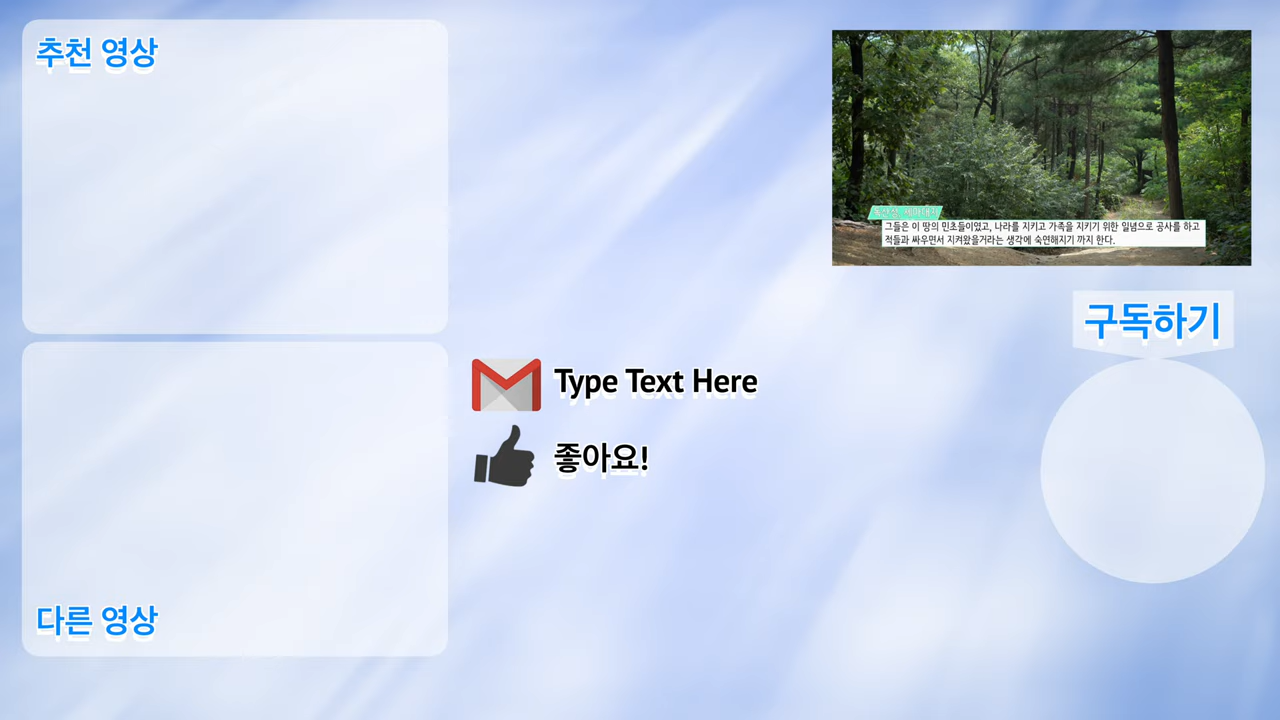 추천 영상
그들은 이 땅의 민초들이였고, 나라를 지키고 가족을 지키기 위한 일념으로 공사를 하고
적들과 싸우면서 지켜왔을거라는 생각에 숙연해지기 까지 한다.
구독하기
Type Text Here
좋아요!
다른 영상